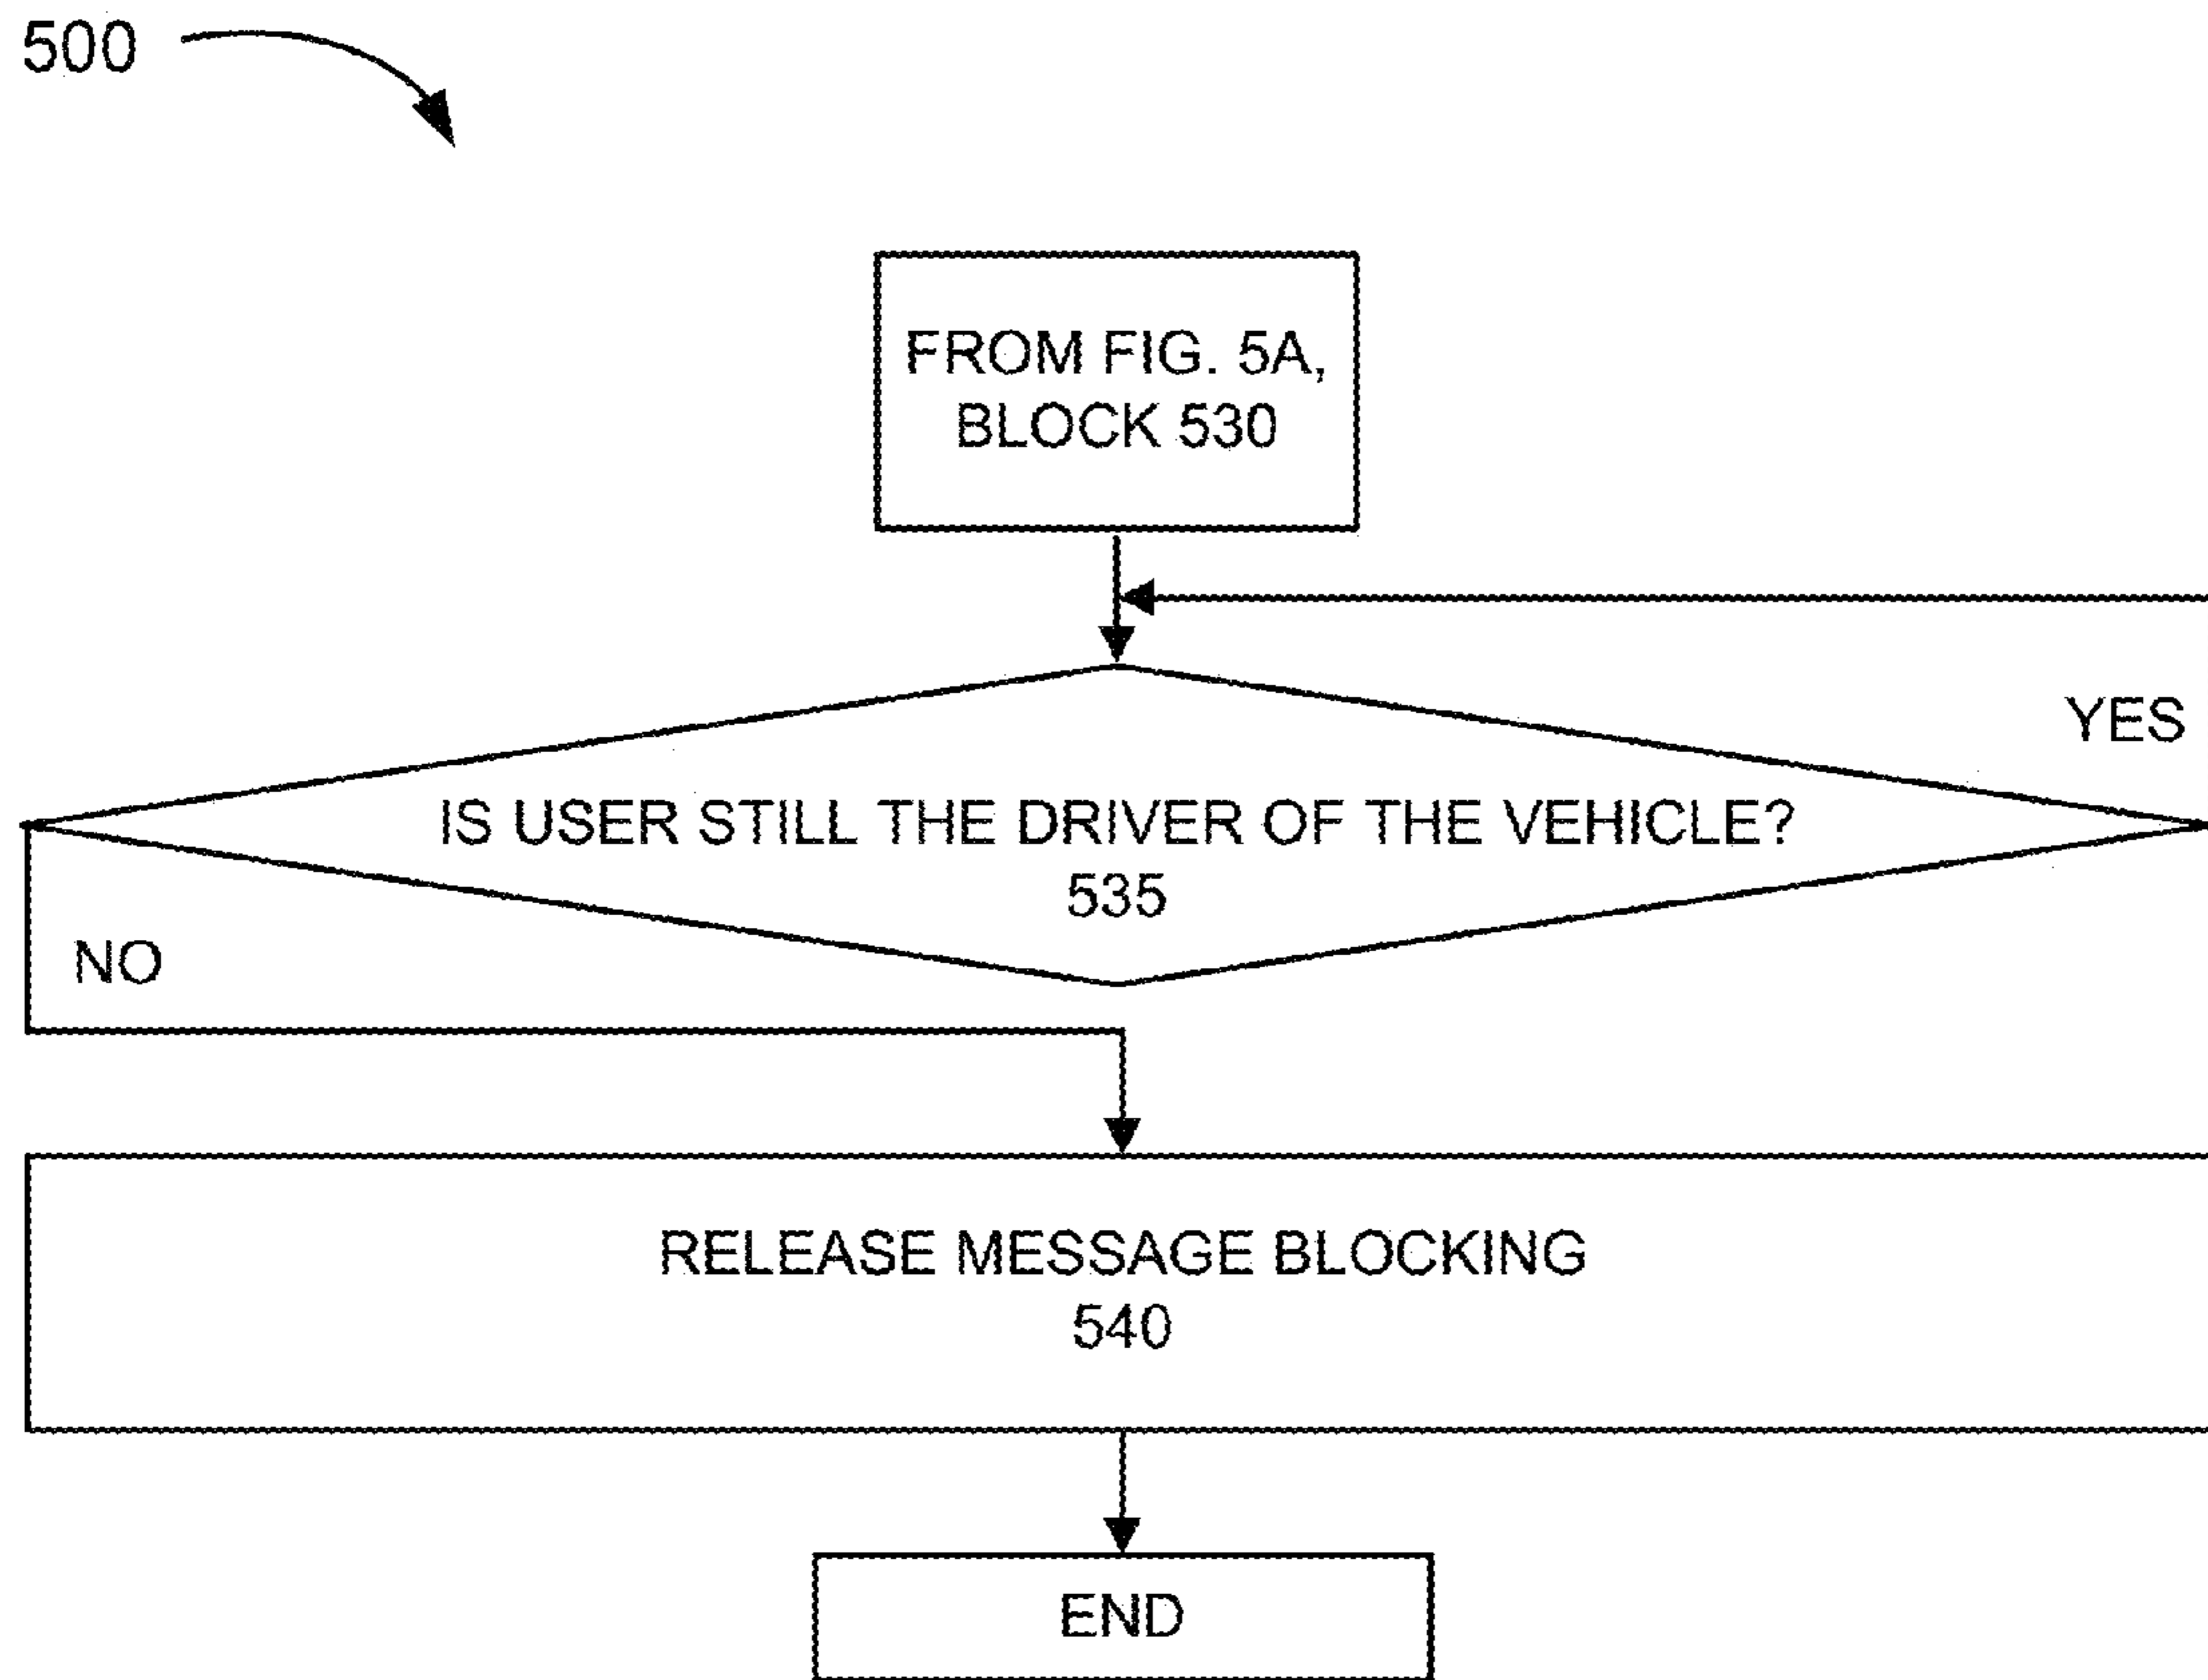 500
FROM FIG. 5A,
BLOCK 530
YES
IS USER STILL THE DRIVER OF THE VEHICLE?
535
NO
RELEASE MESSAGE BLOCKING
540
END